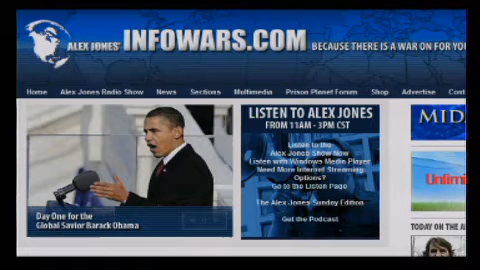 ALEX JONES' INFOWARS.COM BECAUSE THERE IS A WAR ON FOR YOU
Home Alex Jones Radio Show News Sections Multimedia Prison Planet Forum Shop Advertise Cont
LISTEN TO ALEX JONES
FROM 11AM - 3PM CST
Listen to the
Alex Jones Show Now
Listen with Windows Media Player
Need More Internet Streaming
Options?
Go to the Listen Page
The Alex Jones Sunday Edition
Get the Podcast
Day One for the
Global Savior Barack Obama
MID
Unlimi
TODAY ON THE A